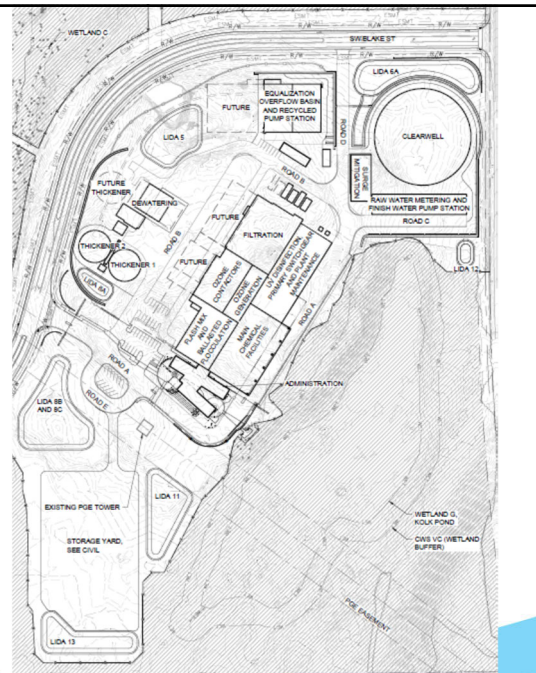 WETLAND C
SW BLAKE ST
LIDA 6A
EQUALIZATION
OVERFLOW BASIN
AND RECYCLED
PUMP STATION
FUTURE
ROAD D
CLEARWELL
LIDA 5
SURGE
MITIGATION
ROAD B
FUTURE
THICKENER
DEWATERING
RAW WATER METERING AND
FINISH WATER PUMP STATION
FUTURE
FILTRATION
ROAD C
ROAD B
THICKENER 2
THICKENER 1
UV DISINFECTION,
PRIMARY SWITCHGEAR
AND PLANT
MAINTENANCE
FUTURE
OZONE
CONTACTORS
OZONE
GENERATION
LIDA 12
LIDA 8A
ROAD A
FLASH MIX
AND
BALLASTED
FLOCCULATION
MAIN
CHEMICAL
FACILITIES
ROAD A
ADMINISTRATION
ROAD E
LIDA 8B
AND 8C
EXISTING PGE TOWER
LIDA 11
WETLAND G,
KOLK POND
STORAGE YARD,
SEE CIVIL
CWS VC (WETLAND
BUFFER)
PGE EASEMENT
LIDA 13